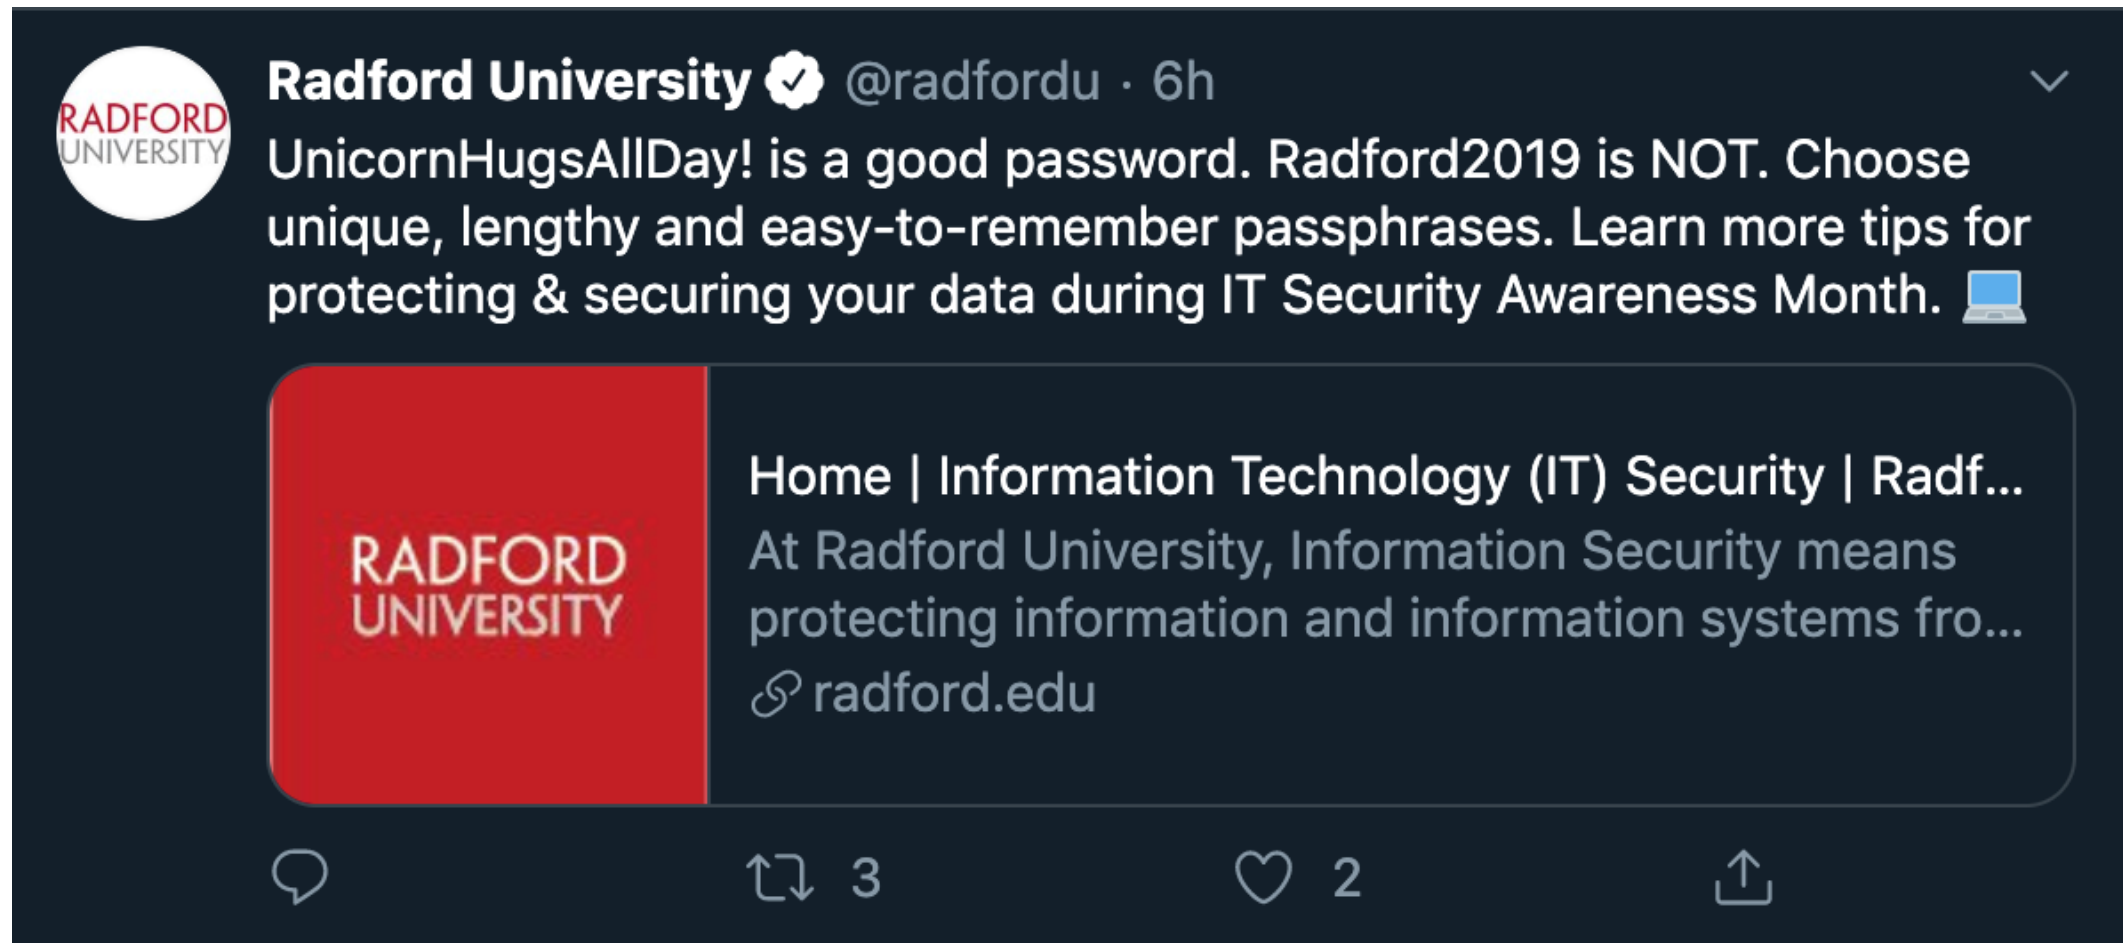 RADFORD
UNIVERSITY
Radford University @radfordu · 6h
UnicornHugsAllDay! is a good password. Radford2019 is NOT. Choose
unique, lengthy and easy-to-remember passphrases. Learn more tips for
protecting & securing your data during IT Security Awareness Month. 💻
RADFORD
UNIVERSITY
Home | Information Technology (IT) Security | Radf...
At Radford University, Information Security means
protecting information and information systems fro...
radford.edu
3 2